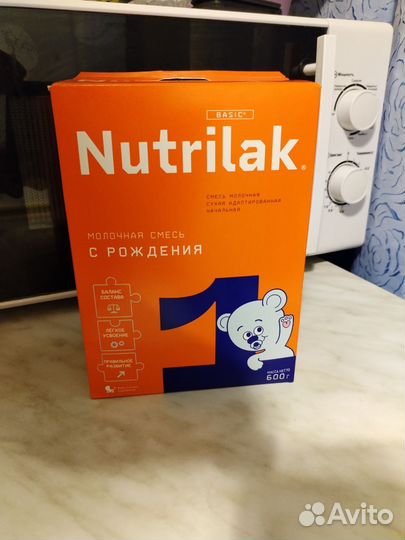 BASIC+
Nutrilak®
СМЕСЬ МОЛОЧНАЯ
СУХАЯ АДАПТИРОВАННАЯ
НАЧАЛЬНАЯ
МОЛОЧНАЯ СМЕСЬ
С РОЖДЕНИЯ
1
БАЛАНС
СОСТАВА
ЛЕГКОЕ
УСВОЕНИЕ
ПРАВИЛЬНОЕ
РАЗВИТИЕ
МАССА НЕТТО
600 г
Avito